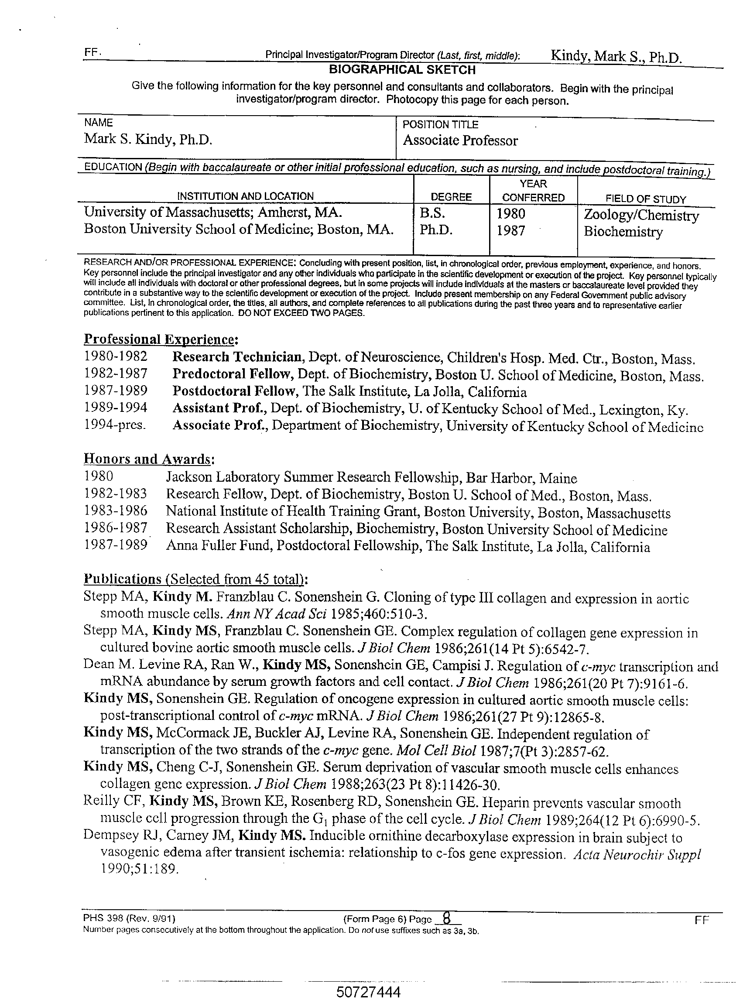 FF.
Principal Investigator/Program Director (Last, first, middle): Kindy, Mark S., Ph.D.
BIOGRAPHICAL SKETCH
Give the following information for the key personnel and consultants and collaborators. Begin with the principal
investigator/program director. Photocopy this page for each person.
NAME
Mark S. Kindy, Ph.D.
POSITION TITLE
Associate Professor
EDUCATION (Begin with baccalaureate or other initial professional education, such as nursing, and include postdoctoral training.)
INSTITUTION AND LOCATION DEGREE YEAR CONFERRED FIELD OF STUDY
University of Massachusetts; Amherst, MA. B.S. 1980 Zoology/Chemistry
Boston University School of Medicine; Boston, MA. Ph.D. 1987 Biochemistry
RESEARCH AND/OR PROFESSIONAL EXPERIENCE: Concluding with present position, list, in chronological order, previous employment, experience, and honors.
Key personnel include the principal investigator and any other individuals who participate in the scientific development or execution of the project. Key personnel typically
will include all individuals with doctoral or other professional degrees, but in some projects will include individuals at the masters or baccalaureate level provided they
contribute in a substantive way to the scientific development or execution of the project. Include present membership on any Federal Government public advisory
committee. List, in chronological order, the titles, all authors, and complete references to all publications during the past three years and to representative earlier
publications pertinent to this application. DO NOT EXCEED TWO PAGES.
Professional Experience:
1980-1982 Research Technician, Dept. of Neuroscience, Children's Hosp. Med. Ctr., Boston, Mass.
1982-1987 Predoctoral Fellow, Dept. of Biochemistry, Boston U. School of Medicine, Boston, Mass.
1987-1989 Postdoctoral Fellow, The Salk Institute, La Jolla, California
1989-1994 Assistant Prof., Dept. of Biochemistry, U. of Kentucky School of Med., Lexington, Ky.
1994-pres. Associate Prof., Department of Biochemistry, University of Kentucky School of Medicine
Honors and Awards:
1980 Jackson Laboratory Summer Research Fellowship, Bar Harbor, Maine
1982-1983 Research Fellow, Dept. of Biochemistry, Boston U. School of Med., Boston, Mass.
1983-1986 National Institute of Health Training Grant, Boston University, Boston, Massachusetts
1986-1987 Research Assistant Scholarship, Biochemistry, Boston University School of Medicine
1987-1989 Anna Fuller Fund, Postdoctoral Fellowship, The Salk Institute, La Jolla, California
Publications (Selected from 45 total):
Stepp MA, Kindy M. Franzblau C. Sonenshein G. Cloning of type III collagen and expression in aortic
smooth muscle cells. Ann NY Acad Sci 1985;460:510-3.
Stepp MA, Kindy MS, Franzblau C. Sonenshein GE. Complex regulation of collagen gene expression in
cultured bovine aortic smooth muscle cells. J Biol Chem 1986;261(14 Pt 5):6542-7.
Dean M. Levine RA, Ran W., Kindy MS, Sonenshein GE, Campisi J. Regulation of c-myc transcription and
mRNA abundance by serum growth factors and cell contact. J Biol Chem 1986;261(20 Pt 7):9161-6.
Kindy MS, Sonenshein GE. Regulation of oncogene expression in cultured aortic smooth muscle cells:
post-transcriptional control of c-myc mRNA. J Biol Chem 1986;261(27 Pt 9):12865-8.
Kindy MS, McCormack JE, Buckler AJ, Levine RA, Sonenshein GE. Independent regulation of
transcription of the two strands of the c-myc gene. Mol Cell Biol 1987;7(Pt 3):2857-62.
Kindy MS, Cheng C-J, Sonenshein GE. Serum deprivation of vascular smooth muscle cells enhances
collagen gene expression. J Biol Chem 1988;263(23 Pt 8):11426-30.
Reilly CF, Kindy MS, Brown KE, Rosenberg RD, Sonenshein GE. Heparin prevents vascular smooth
muscle cell progression through the G1 phase of the cell cycle. J Biol Chem 1989;264(12 Pt 6):6990-5.
Dempsey RJ, Carney JM, Kindy MS. Inducible ornithine decarboxylase expression in brain subject to
vasogenic edema after transient ischemia: relationship to c-fos gene expression. Acta Neurochir Suppl
1990;51:189.
PHS 398 (Rev. 9/91) (Form Page 6) Page 8 FF
Number pages consecutively at the bottom throughout the application. Do not use suffixes such as 3a, 3b.
50727444